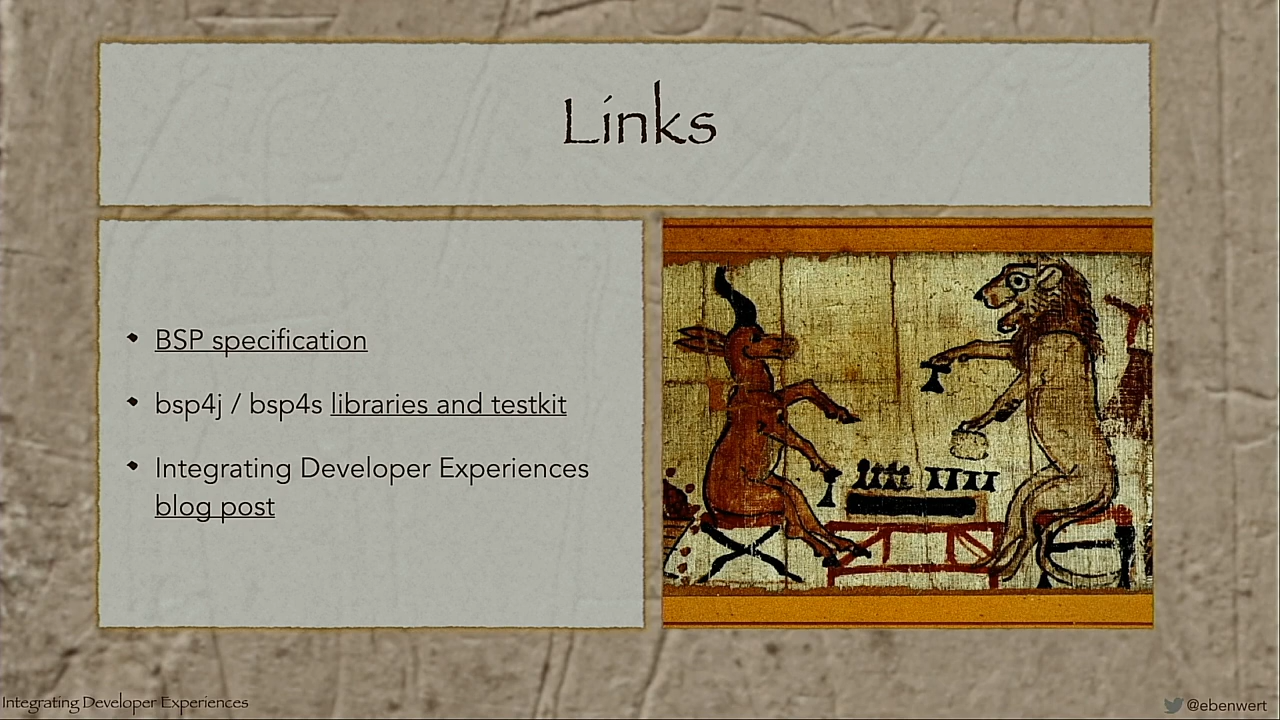 Links
BSP specification
bsp4j / bsp4s libraries and testkit
Integrating Developer Experiences
blog post
Integrating Developer Experiences
@ebenwert